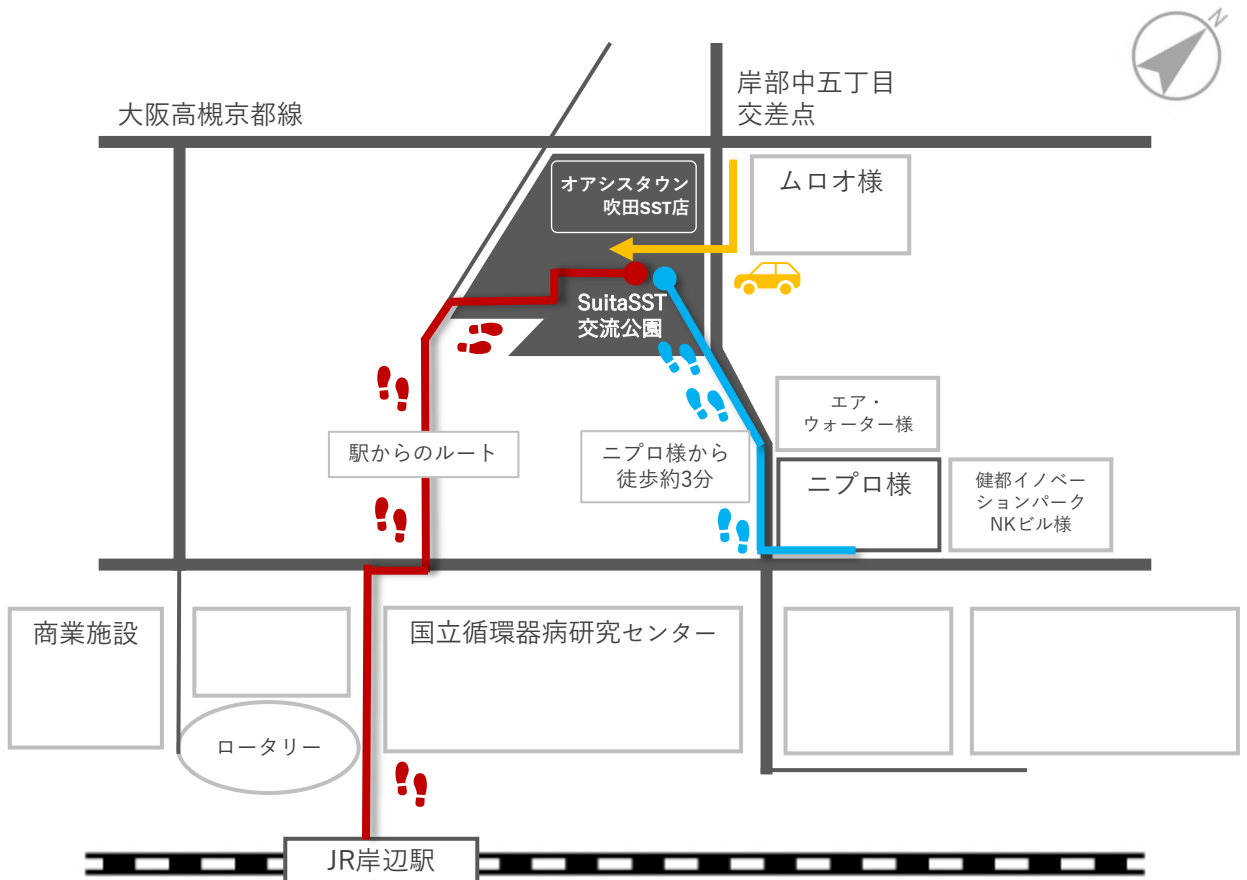 N
岸部中五丁目
交差点
大阪高槻京都線
オアシスタウン
吹田SST店
ムロオ様
SuitaSST
交流公園
エア・
ウォーター様
駅からのルート
ニプロ様から
徒歩約3分
ニプロ様
健都イノベー
ションパーク
NKビル様
商業施設
国立循環器病研究センター
ロータリー
JR岸辺駅